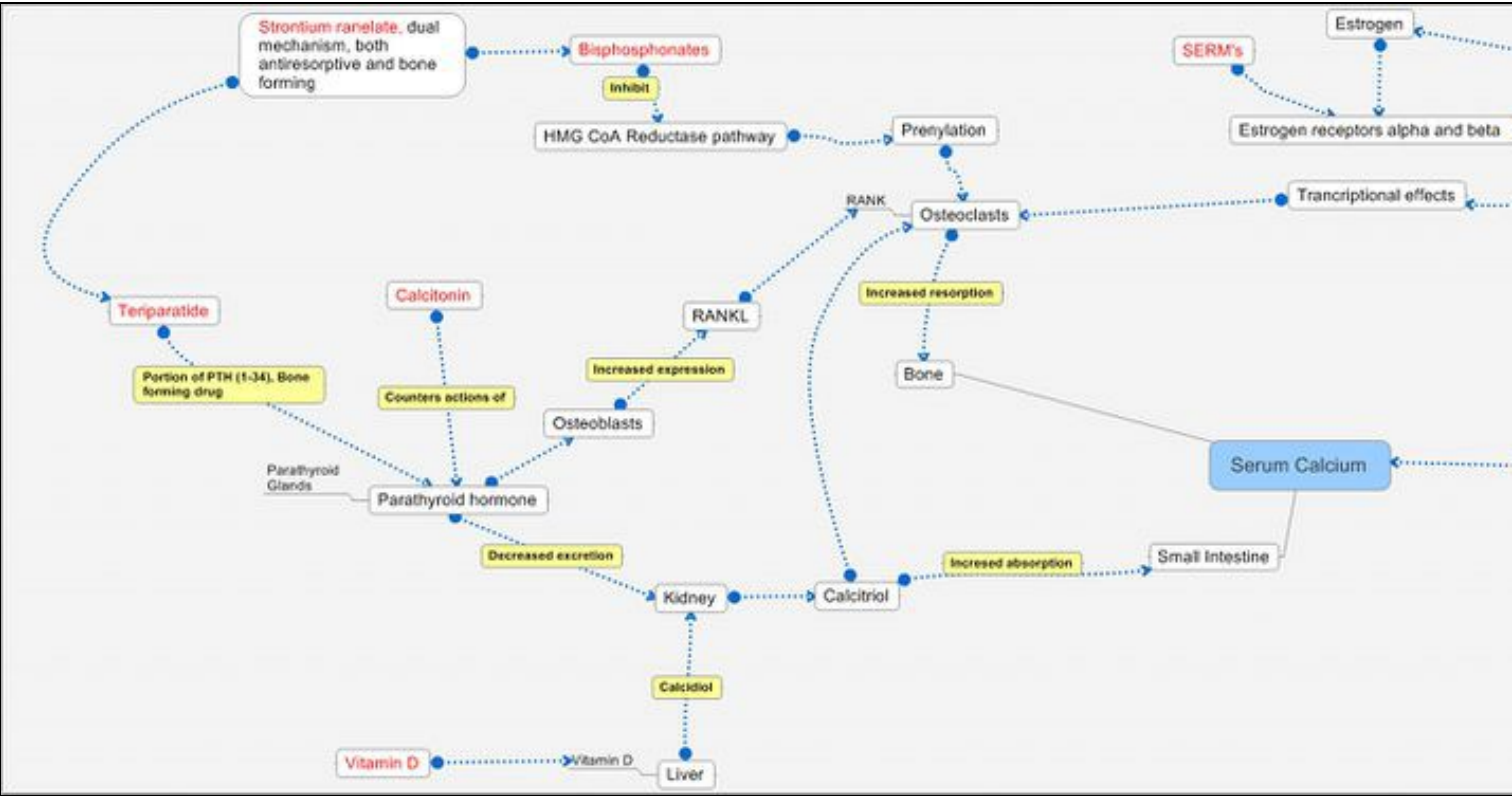 Strontium ranelate, dual
mechanism, both
antiresorptive and bone
forming
Bisphosphonates
Estrogen
SERM's
Inhibit
HMG CoA Reductase pathway
Prenylation
Estrogen receptors alpha and beta
RANK
Osteoclasts
Trancriptional effects
Increased resorption
Teriparatide
Calcitonin
RANKL
Portion of PTH (1-34), Bone
forming drug
Increased expression
Bone
Counters actions of
Osteoblasts
Serum Calcium
Parathyroid
Glands
Parathyroid hormone
Decreased excretion
Incresed absorption
Small Intestine
Kidney
Calcitriol
Calcidiol
Vitamin D
Vitamin D
Liver